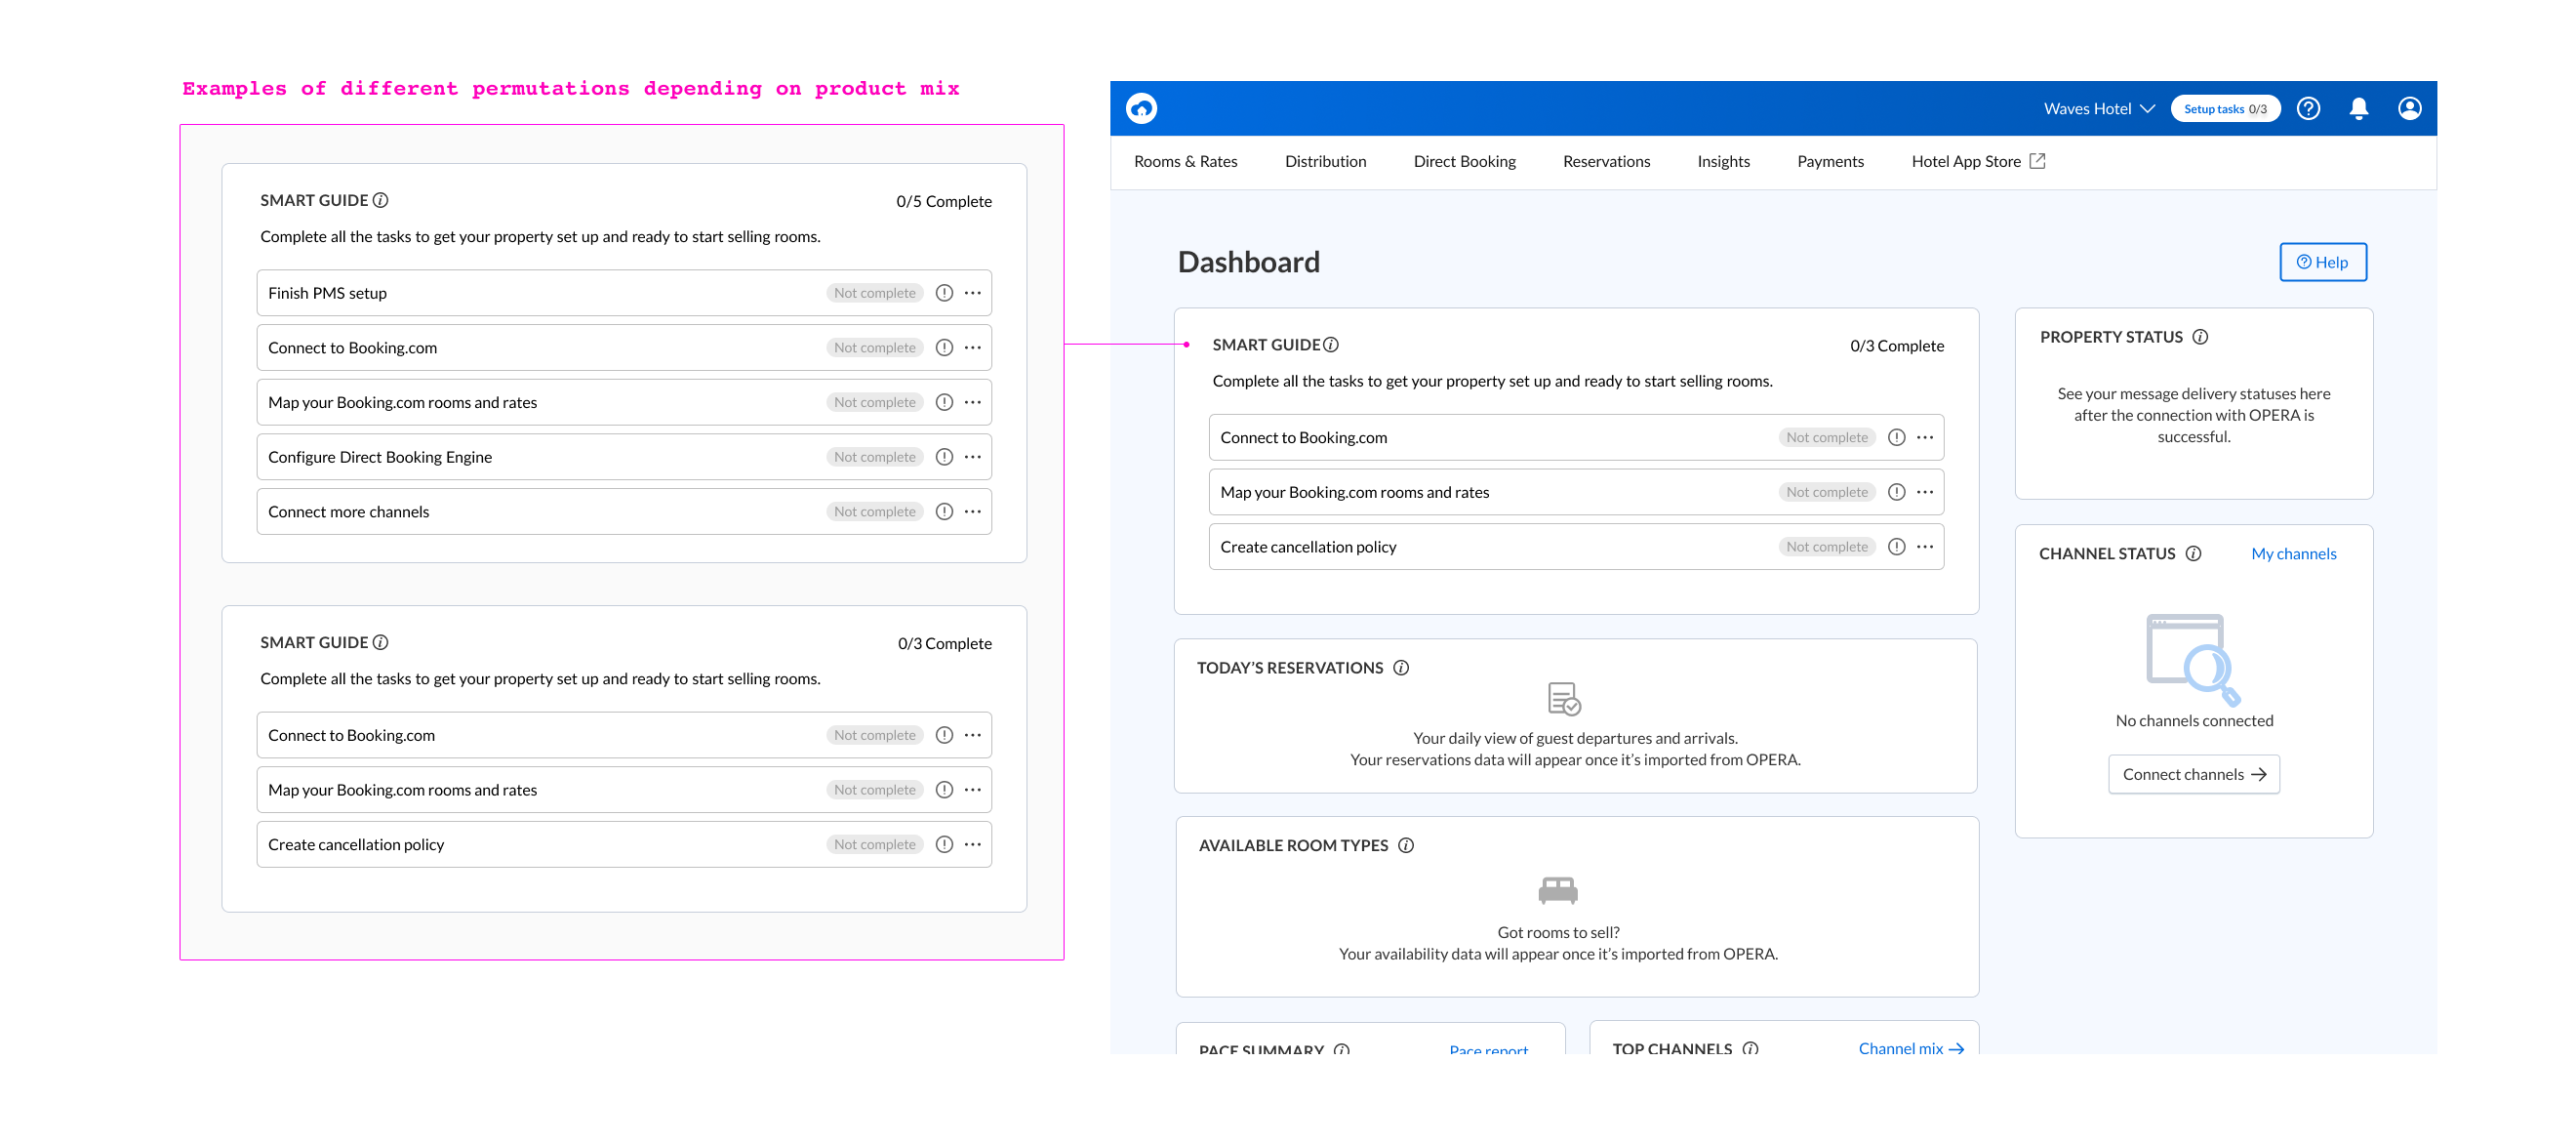 Examples of different permutations depending on product mix
SMART GUIDE
0/5 Complete
Complete all the tasks to get your property set up and ready to start selling rooms.
Finish PMS setup
Not complete
Connect to Booking.com
Not complete
Map your Booking.com rooms and rates
Not complete
Configure Direct Booking Engine
Not complete
Connect more channels
Not complete
SMART GUIDE
0/3 Complete
Complete all the tasks to get your property set up and ready to start selling rooms.
Connect to Booking.com
Not complete
Map your Booking.com rooms and rates
Not complete
Create cancellation policy
Not complete
Waves Hotel
Setup tasks 0/3
Rooms & Rates
Distribution
Direct Booking
Reservations
Insights
Payments
Hotel App Store
Dashboard
Help
SMART GUIDE
0/3 Complete
Complete all the tasks to get your property set up and ready to start selling rooms.
Connect to Booking.com
Not complete
Map your Booking.com rooms and rates
Not complete
Create cancellation policy
Not complete
TODAY’S RESERVATIONS
Your daily view of guest departures and arrivals.
Your reservations data will appear once it’s imported from OPERA.
AVAILABLE ROOM TYPES
Got rooms to sell?
Your availability data will appear once it’s imported from OPERA.
PACE SUMMARY
Pace report
TOP CHANNELS
Channel mix
PROPERTY STATUS
See your message delivery statuses here
after the connection with OPERA is
successful.
CHANNEL STATUS
My channels
No channels connected
Connect channels